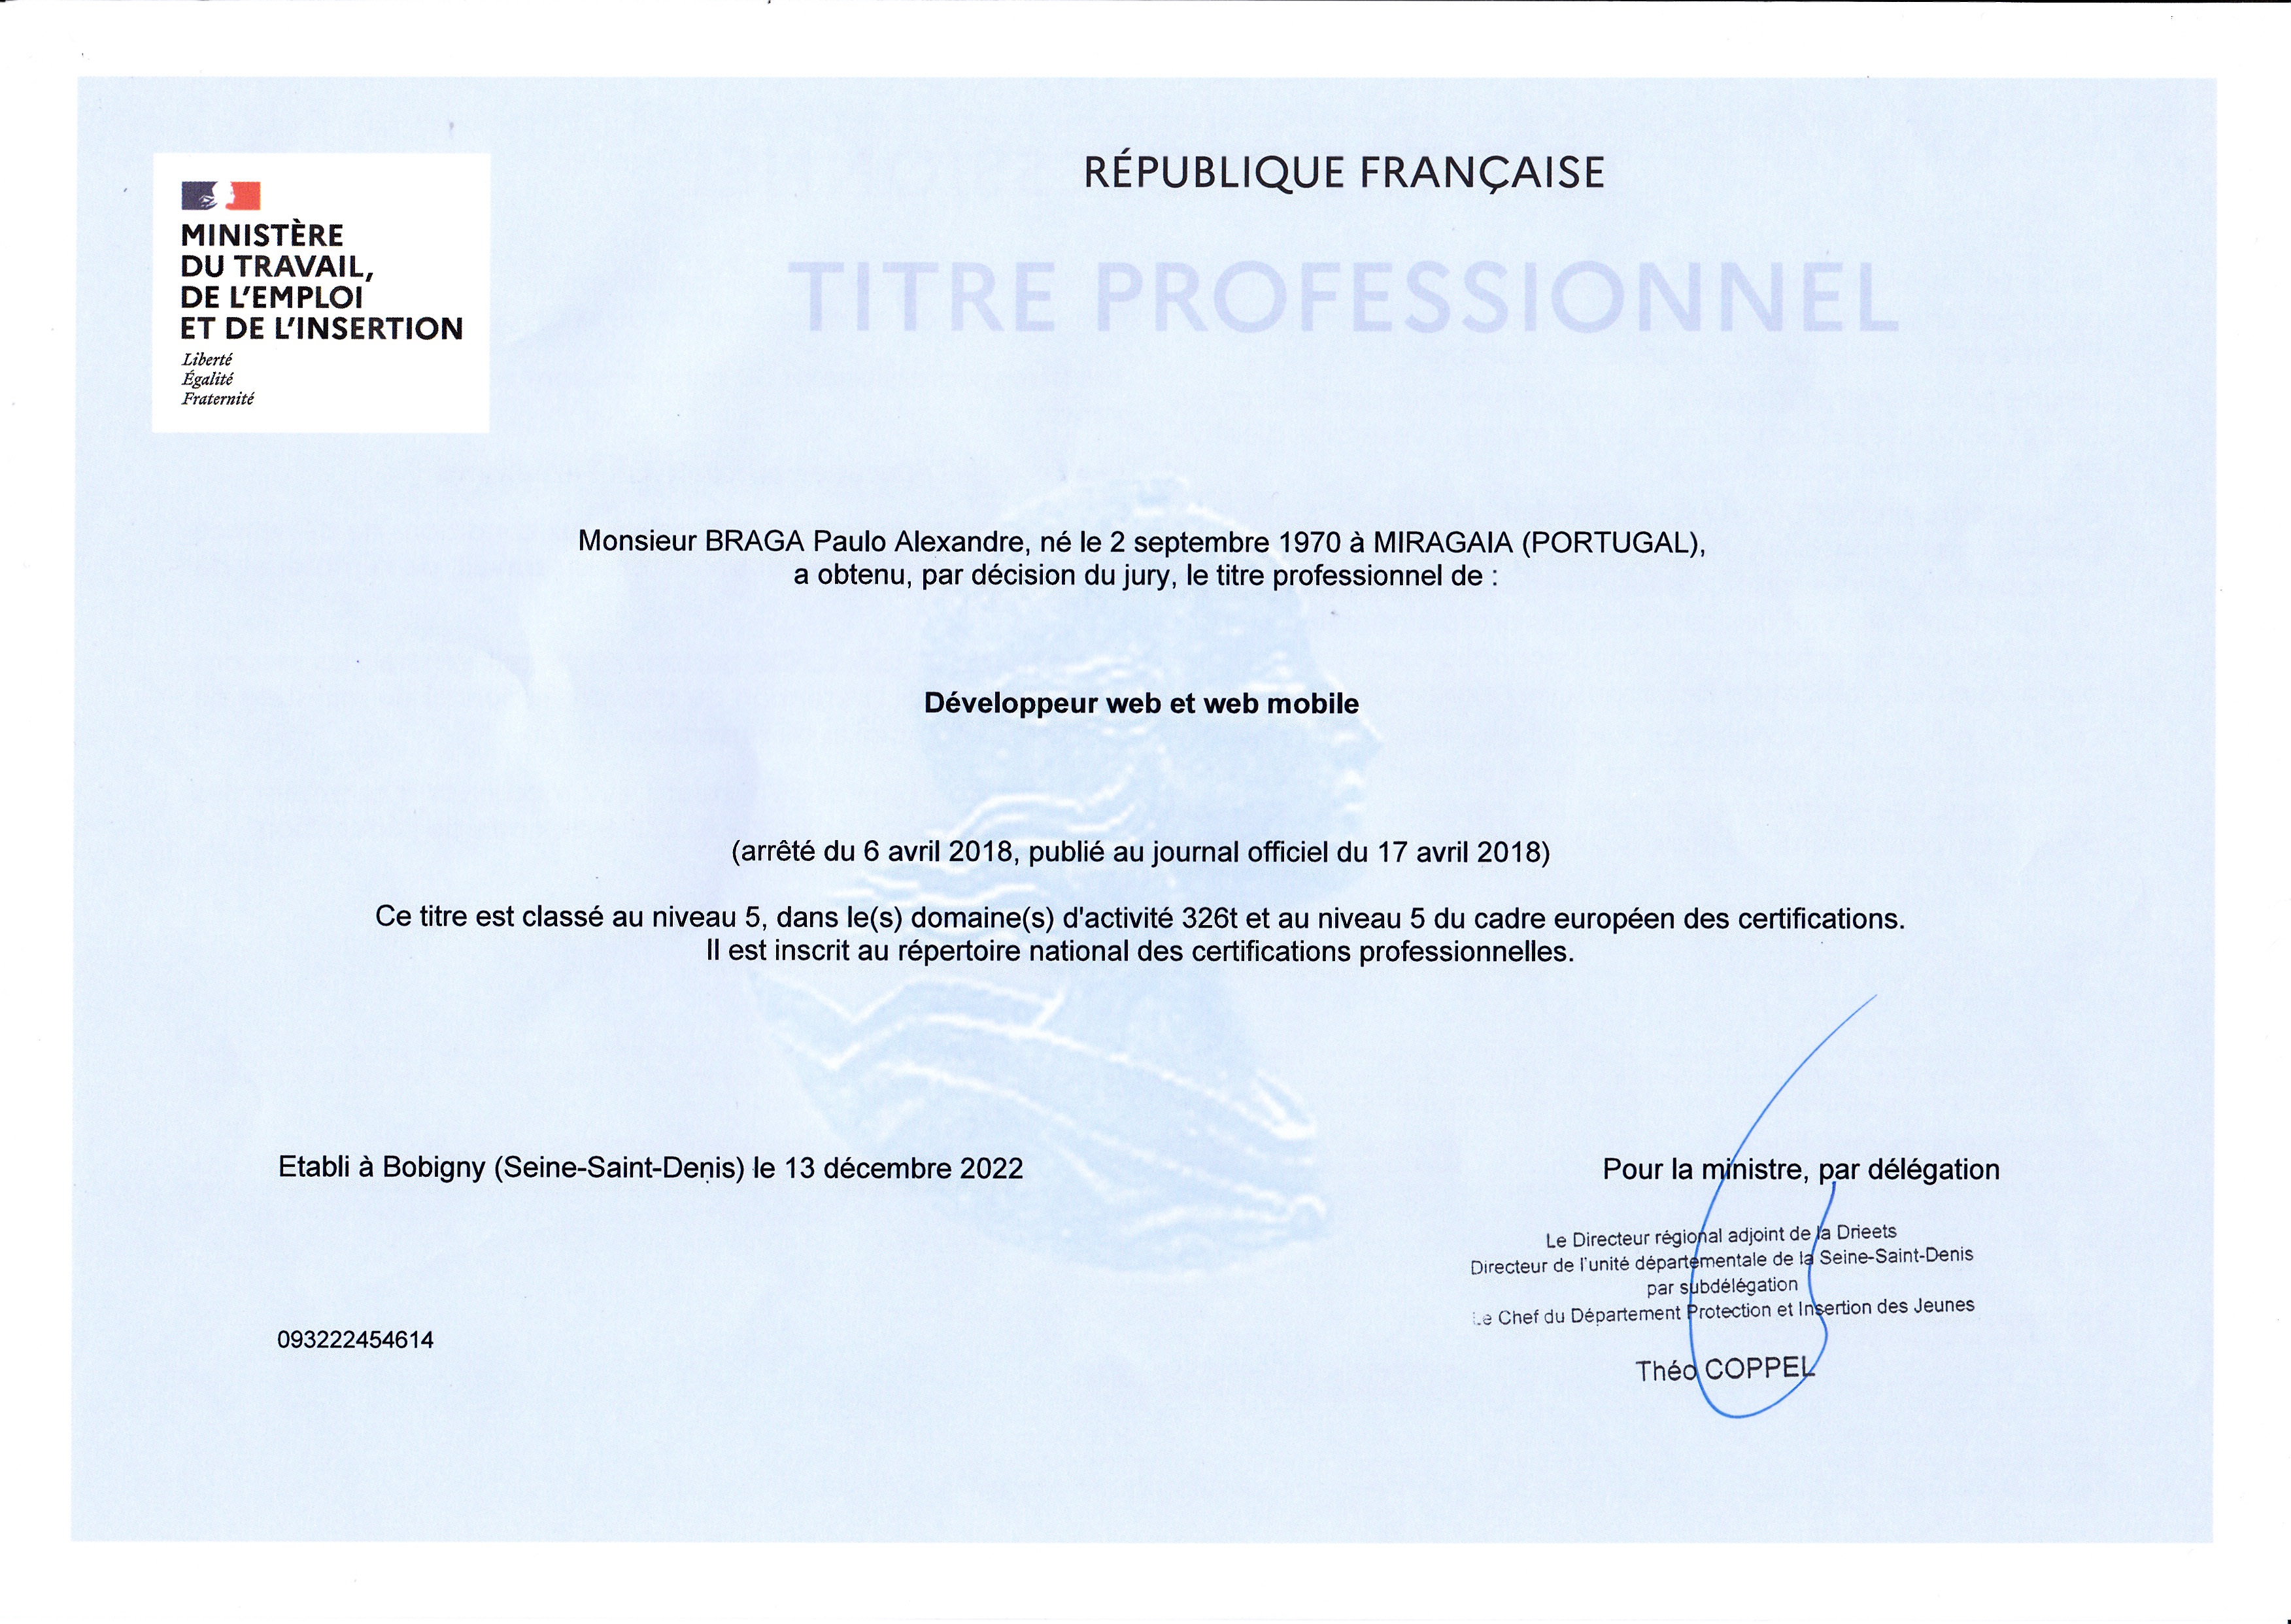 MINISTÈRE
DU TRAVAIL,
DE L'EMPLOI
ET DE L'INSERTION
Liberté
Égalité
Fraternité
RÉPUBLIQUE FRANÇAISE
TITRE PROFESSIONNEL
Monsieur BRAGA Paulo Alexandre, né le 2 septembre 1970 à MIRAGAIA (PORTUGAL),
a obtenu, par décision du jury, le titre professionnel de :
Développeur web et web mobile
(arrêté du 6 avril 2018, publié au journal officiel du 17 avril 2018)
Ce titre est classé au niveau 5, dans le(s) domaine(s) d'activité 326t et au niveau 5 du cadre européen des certifications.
Il est inscrit au répertoire national des certifications professionnelles.
Etabli à Bobigny (Seine-Saint-Denis) le 13 décembre 2022
Pour la ministre, par délégation
Le Directeur régional adjoint de la Drieets
Directeur de l'unité départementale de la Seine-Saint-Denis
par subdélégation
Le Chef du Département Protection et Insertion des Jeunes
Théo COPPEL
093222454614